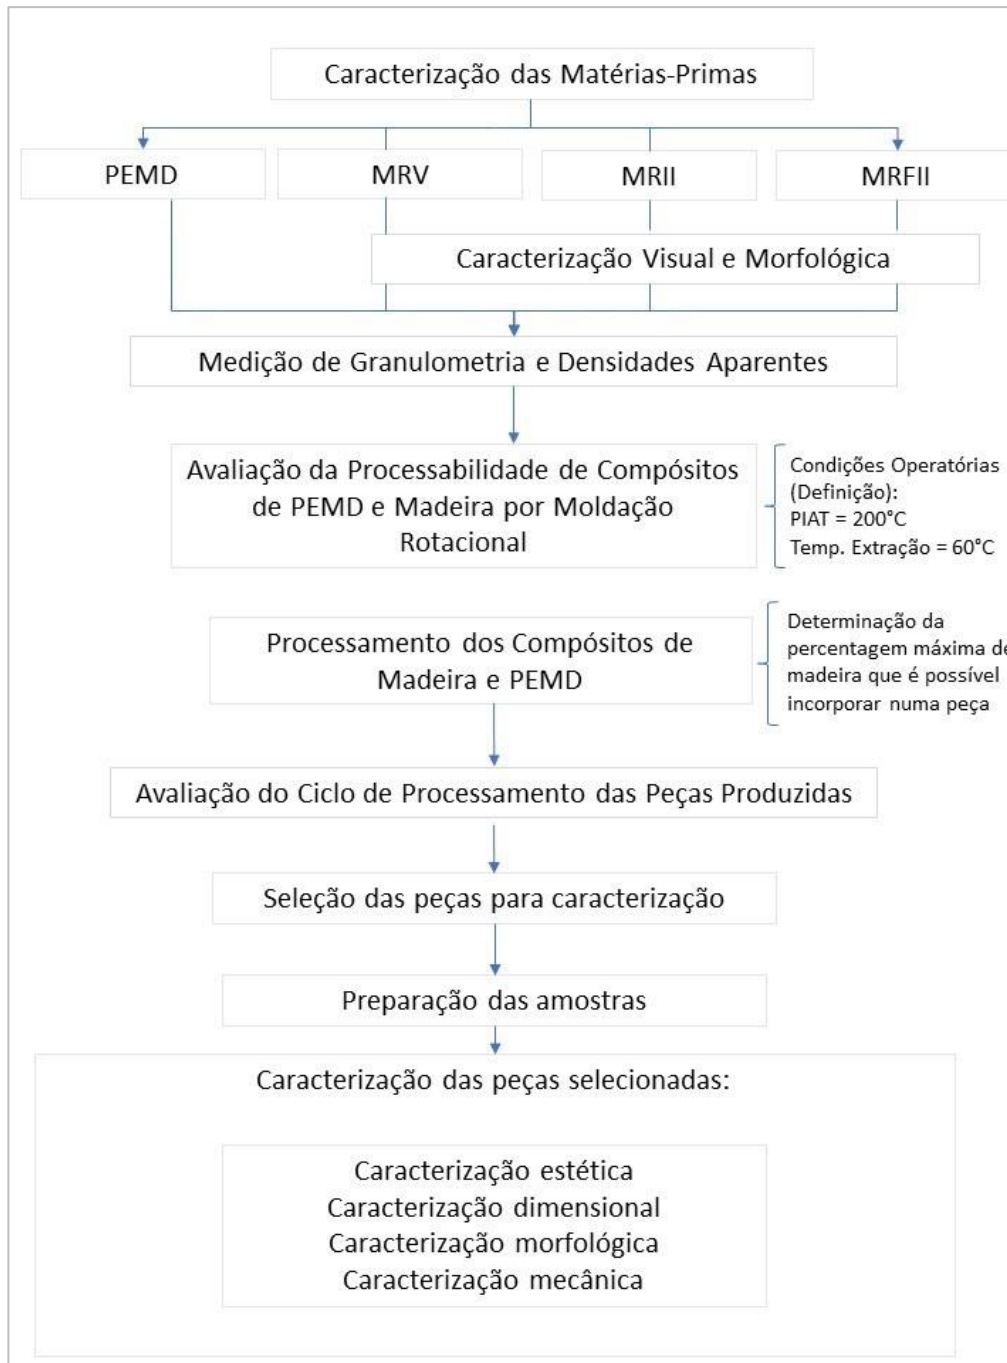 Caracterização das Matérias-Primas
PEMD
MRV
MRII
MRFII
Caracterização Visual e Morfológica
Medição de Granulometria e Densidades Aparentes
Avaliação da Processabilidade de Compósitos
de PEMD e Madeira por Moldação
Rotacional
Condições Operatórias
(Definição):
PIAT = 200°C
Temp. Extração = 60°C
Processamento dos Compósitos de
Madeira e PEMD
Determinação da
percentagem máxima de
madeira que é possível
incorporar numa peça
Avaliação do Ciclo de Processamento das Peças Produzidas
Seleção das peças para caracterização
Preparação das amostras
Caracterização das peças selecionadas:
Caracterização estética
Caracterização dimensional
Caracterização morfológica
Caracterização mecânica